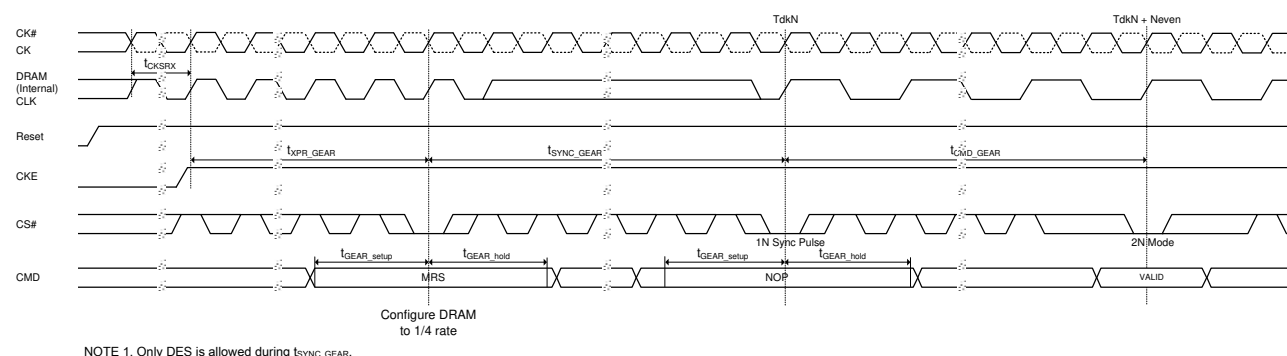 TdkN
TdkN + Neven
CK#
CK
tCKSRX
DRAM
(Internal)
CLK
Reset
tXPR_GEAR
tSYNC_GEAR
tCMD_GEAR
CKE
CS#
1N Sync Pulse
2N Mode
tGEAR_setup
tGEAR_hold
tGEAR_setup
tGEAR_hold
CMD
MRS
NOP
VALID
Configure DRAM
to 1/4 rate
NOTE 1. Only DES is allowed during tSYNC_GEAR.